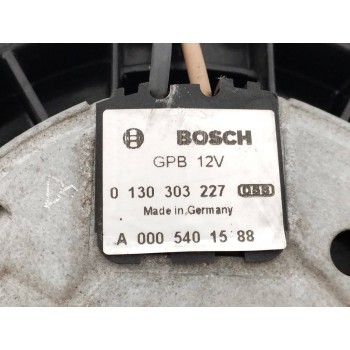 BOSCH
GPB 12V
0 130 303 227
Made in Germany
A 000 540 15 88